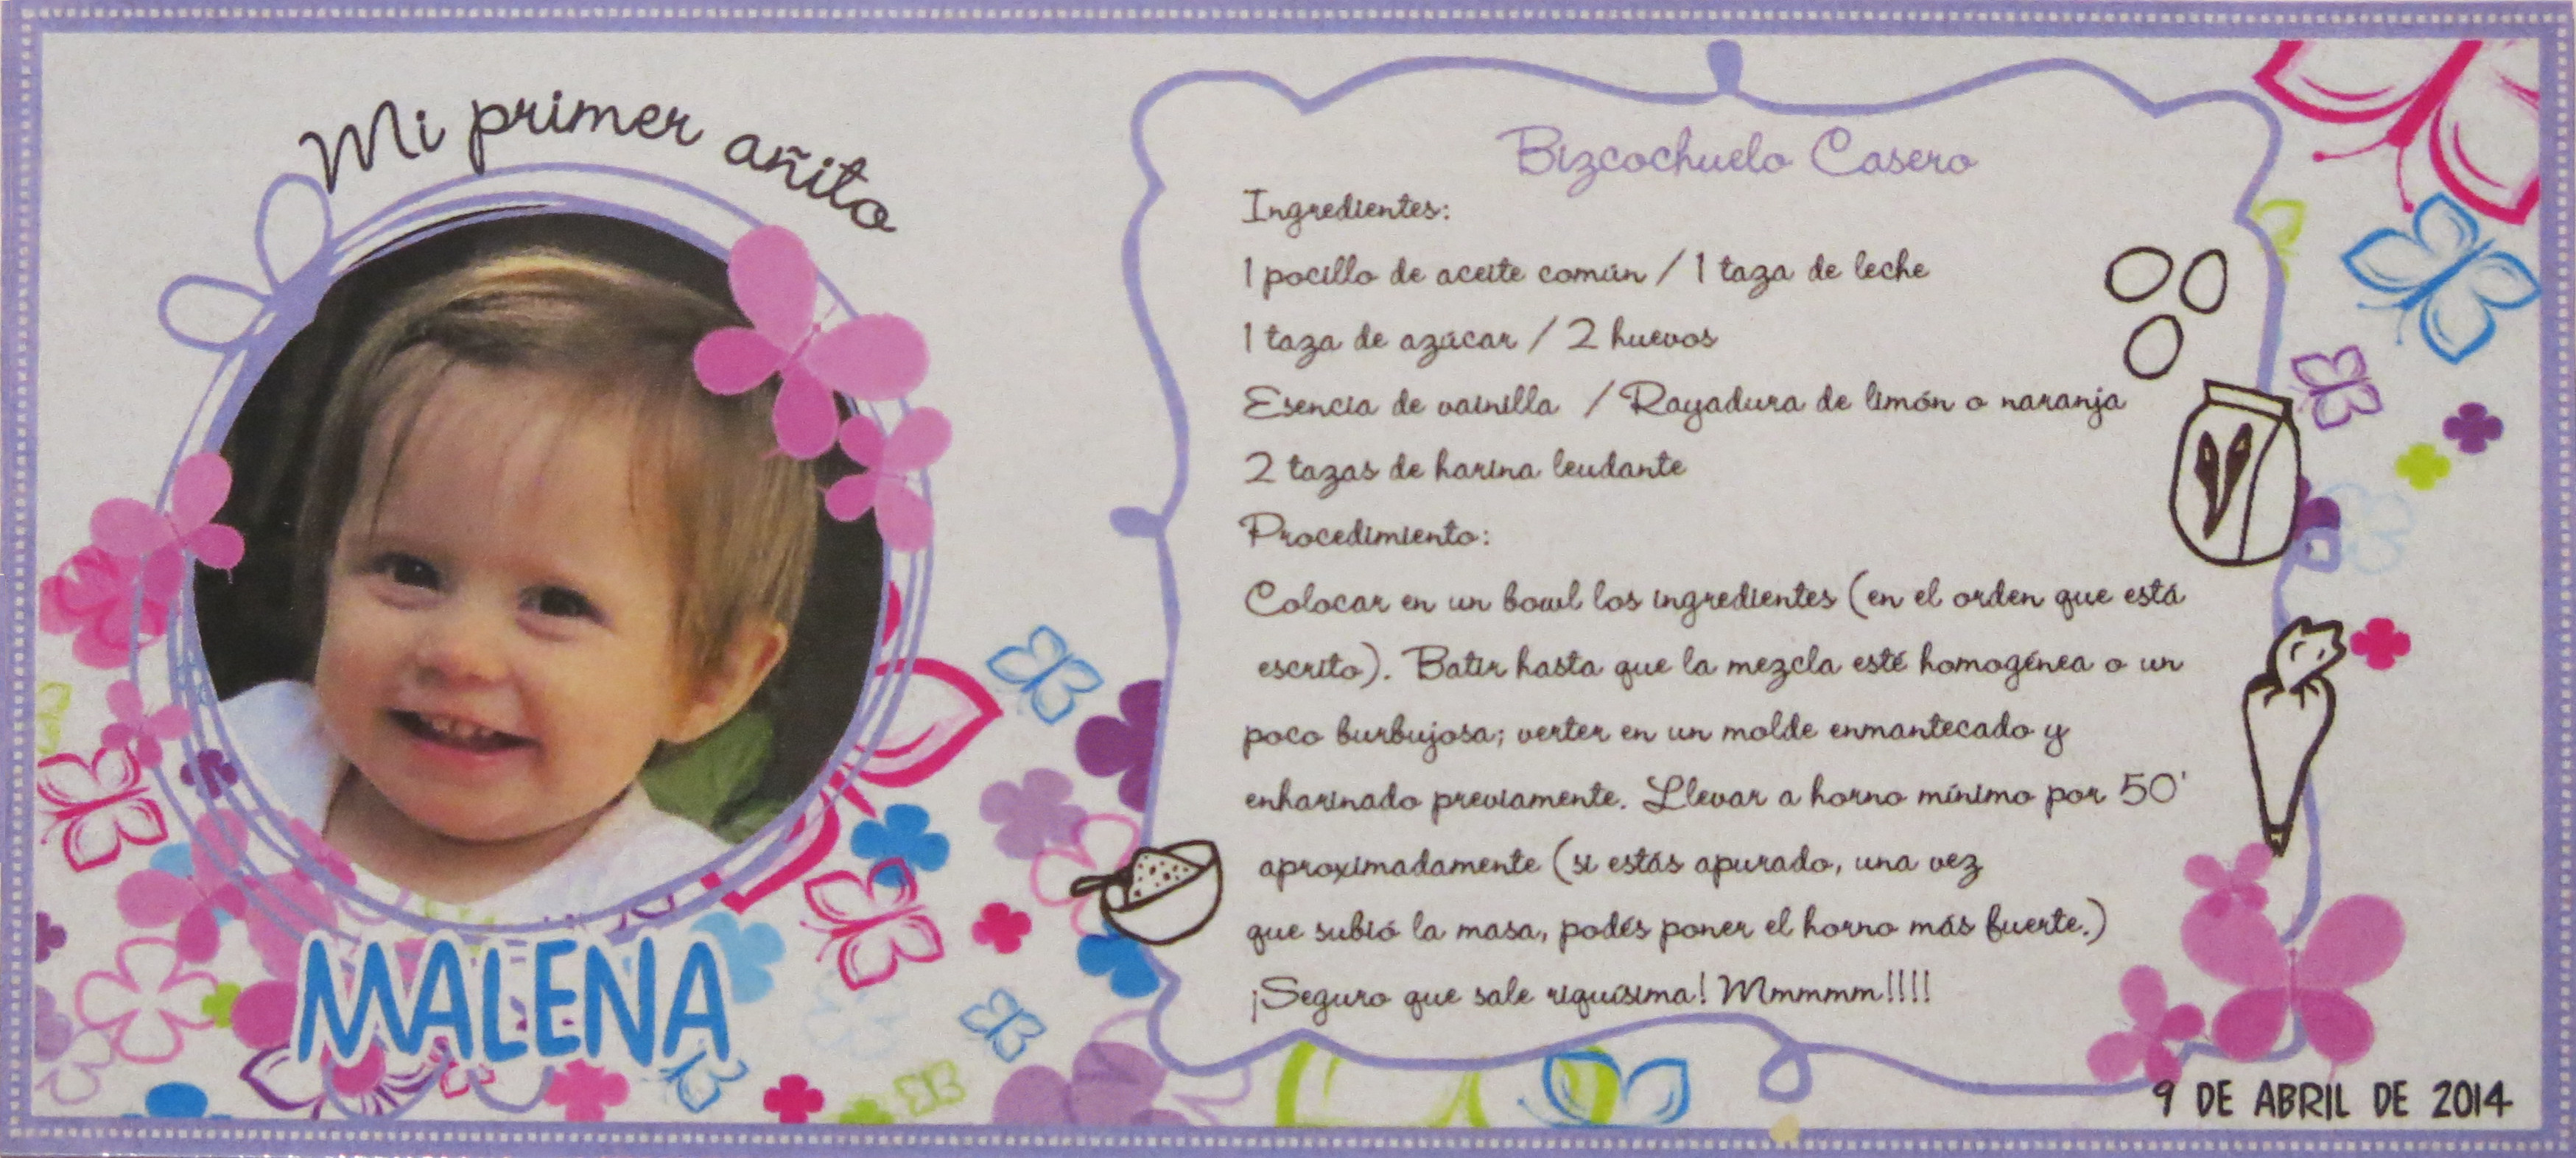 Mi primer añito
MALENA
Bizcochuelo Casero
Ingredientes:
1 pocillo de aceite común / 1 taza de leche
1 taza de azúcar / 2 huevos
Esencia de vainilla / Rayadura de limón o naranja
2 tazas de harina leudante
Procedimiento:
Colocar en un bowl los ingredientes (en el orden que está
escrito). Batir hasta que la mezcla esté homogénea o un
poco burbujosa; verter en un molde enmantecado y
enharinado previamente. Llevar a horno mínimo por 50'
aproximadamente (si estás apurado, una vez
que subió la masa, podés poner el horno más fuerte.)
¡Seguro que sale riquísima! Mmmmm!!!!
9 DE ABRIL DE 2014